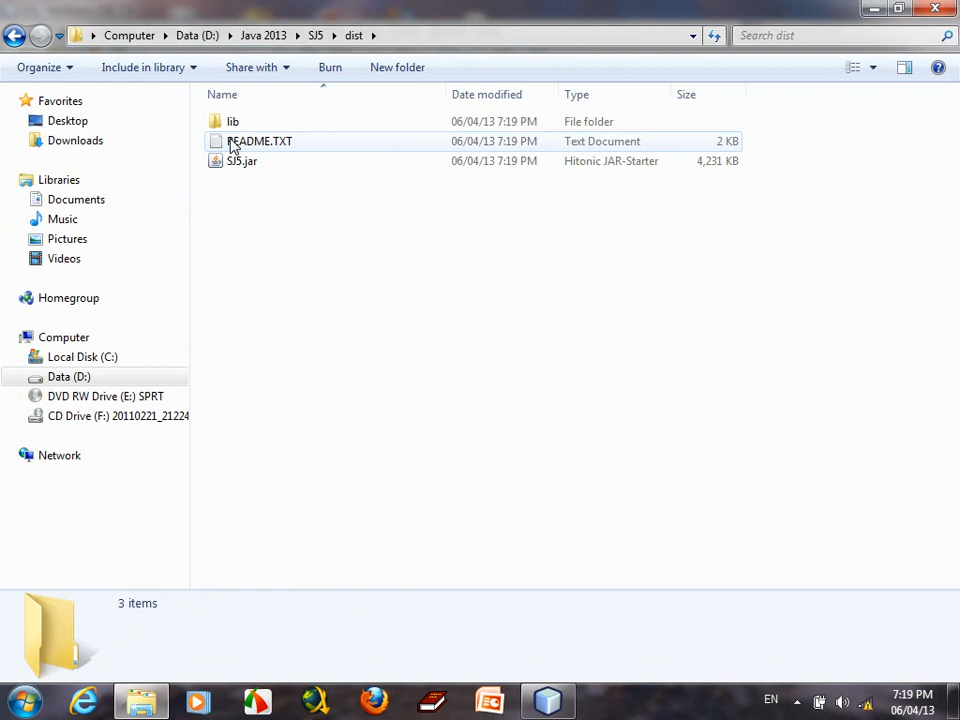 Computer Data (D:) Java 2013 SJ5 dist Search dist
Organize Include in library Share with Burn New folder
Name Date modified Type Size
lib 06/04/13 7:19 PM File folder
README.TXT 06/04/13 7:19 PM Text Document 2 KB
SJ5.jar 06/04/13 7:19 PM Hitonic JAR-Starter 4,231 KB
Favorites
Desktop
Downloads
Libraries
Documents
Music
Pictures
Videos
Homegroup
Computer
Local Disk (C:)
Data (D:)
DVD RW Drive (E:) SPRT
CD Drive (F:) 20110221_21224
Network
3 items
EN
7:19 PM
06/04/13